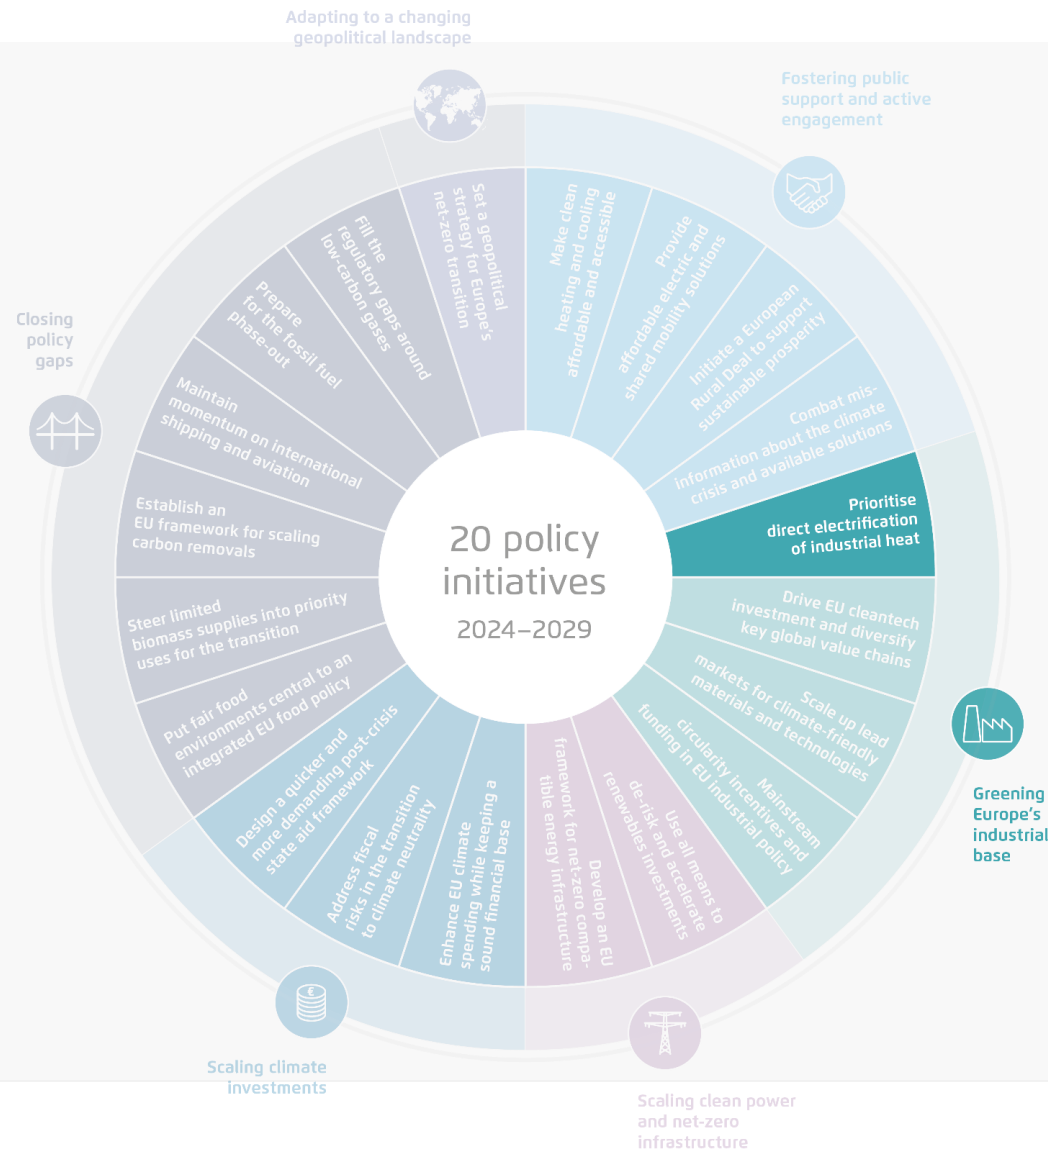 Adapting to a changing
geopolitical landscape
Fostering public
support and active
engagement
Closing
policy
gaps
Set a geopolitical
strategy for Europe's
net-zero transition
Make clean
heating and cooling
affordable and accessible
Provide
affordable electric and
shared mobility solutions
Initiate a European
Rural Deal to support
sustainable prosperity
Combat mis-
information about the climate
crisis and available solutions
Prioritise
direct electrification
of industrial heat
Drive EU cleantech
investment and diversify
key global value chains
Scale up lead
markets for climate-friendly
materials and technologies
Mainstream
circularity incentives and
funding in EU industrial policy
Use all means to
de-risk and accelerate
renewables investments
Develop an EU
framework for net-zero compa-
tible energy infrastructure
Enhance EU climate
spending while keeping a
sound financial base
Address fiscal
risks in the transition
to climate neutrality
Design a quicker and
more demanding post-crisis
state aid framework
Put fair food
environments central to an
integrated EU food policy
Steer limited
biomass supplies into priority
uses for the transition
Establish an
EU framework for scaling
carbon removals
Maintain
momentum on international
shipping and aviation
Prepare
for the fossil fuel
phase-out
Fill the
regulatory gaps around
low-carbon gases
20 policy
initiatives
2024–2029
€
Greening
Europe's
industrial
base
Scaling climate
investments
Scaling clean power
and net-zero
infrastructure